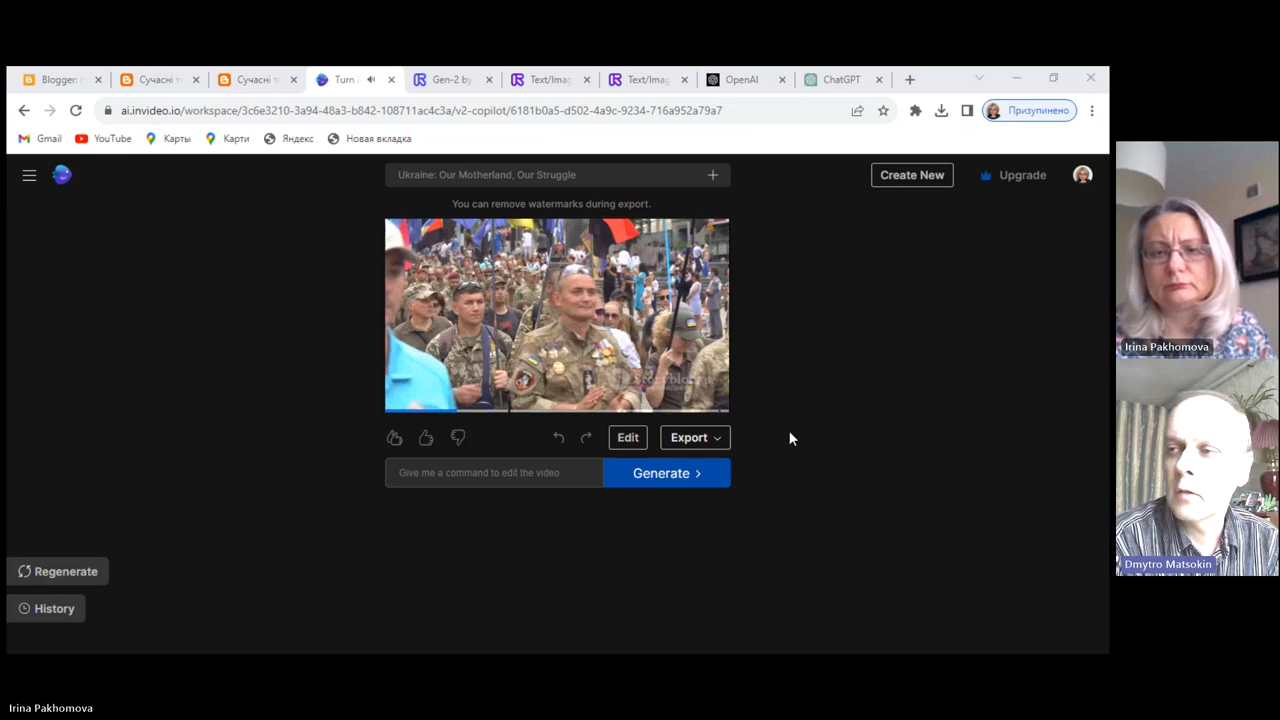 Blogger:
Сучасні
Сучасні
Turn
Gen-2 by
Text/Imag
Text/Imag
OpenAI
ChatGPT
ai.invideo.io/workspace/3c6e3210-3a94-48a3-b842-108711ac4c3a/v2-copilot/6181b0a5-d502-4a9c-9234-716a952a79a7
Призупинено
Gmail
YouTube
Карты
Карти
Яндекс
Новая вкладка
Ukraine: Our Motherland, Our Struggle
Create New
Upgrade
You can remove watermarks during export.
Edit
Export
Give me a command to edit the video
Generate
Regenerate
History
Irina Pakhomova
Dmytro Matsokin
Irina Pakhomova